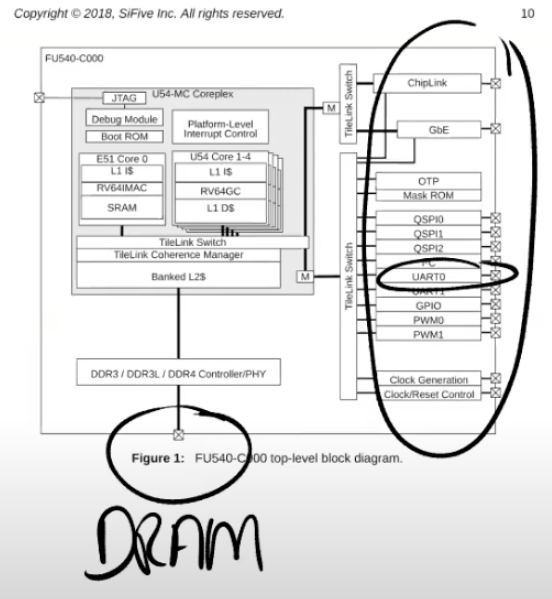 Copyright © 2018, SiFive Inc. All rights reserved.
10
FU540-C000
JTAG
U54-MC Coreplex
Debug Module
Boot ROM
Platform-Level
Interrupt Control
E51 Core 0
L1 I$
RV64IMAC
SRAM
U54 Core 1-4
L1 I$
RV64GC
L1 D$
TileLink Switch
TileLink Coherence Manager
Banked L2$
M
M
TileLink Switch
TileLink Switch
ChipLink
GbE
OTP
Mask ROM
QSPI0
QSPI1
QSPI2
UART0
UART1
GPIO
PWM0
PWM1
Clock Generation
Clock/Reset Control
DDR3 / DDR3L / DDR4 Controller/PHY
Figure 1: FU540-C000 top-level block diagram.
DRAM